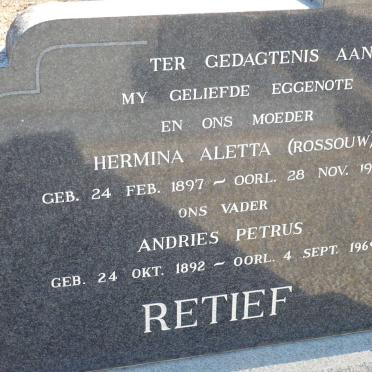 TER GEDAGTENIS AAN
MY GELIEFDE EGGENOTE
EN ONS MOEDER
HERMINA ALETTA (ROSSOUW)
GEB. 24 FEB. 1897 ~ OORL. 28 NOV.
ONS VADER
ANDRIES PETRUS
GEB. 24 OKT. 1892 ~ OORL. 4 SEPT. 1969
RETIEF